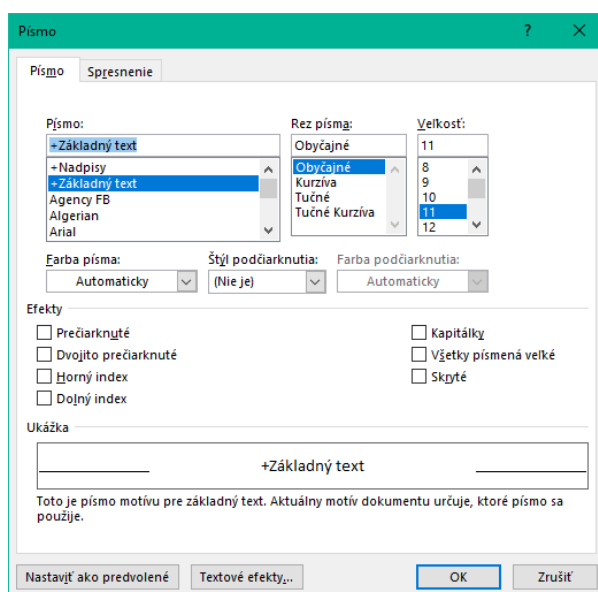 Písmo ?
Písmo Spresnenie
Písmo: Rez písma: Veľkosť:
+Základný text Obyčajné 11
+Nadpisy Obyčajné 8
+Základný text Kurzíva 9
Agency FB Tučné 10
Algerian Tučné Kurzíva 11
Arial 12
Farba písma: Štýl podčiarknutia: Farba podčiarknutia:
Automaticky (Nie je) Automaticky
Efekty
Prečiarknuté Kapitálky
Dvojito prečiarknuté Všetky písmená veľké
Horný index Skryté
Dolný index
Ukážka
+Základný text
Toto je písmo motívu pre základný text. Aktuálny motív dokumentu určuje, ktoré písmo sa
použije.
Nastaviť ako predvolené Textové efekty... OK Zrušiť